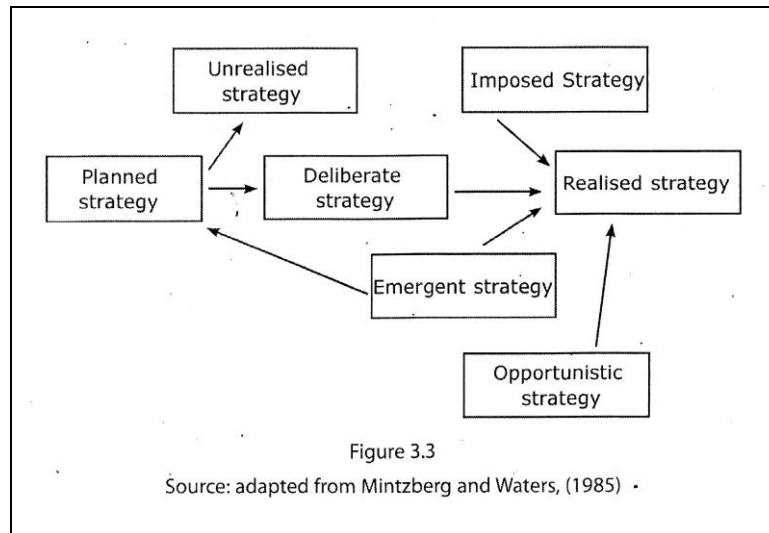 Unrealised
strategy
Imposed Strategy
Planned
strategy
Deliberate
strategy
Realised strategy
Emergent strategy
Opportunistic
strategy
Figure 3.3
Source: adapted from Mintzberg and Waters, (1985)